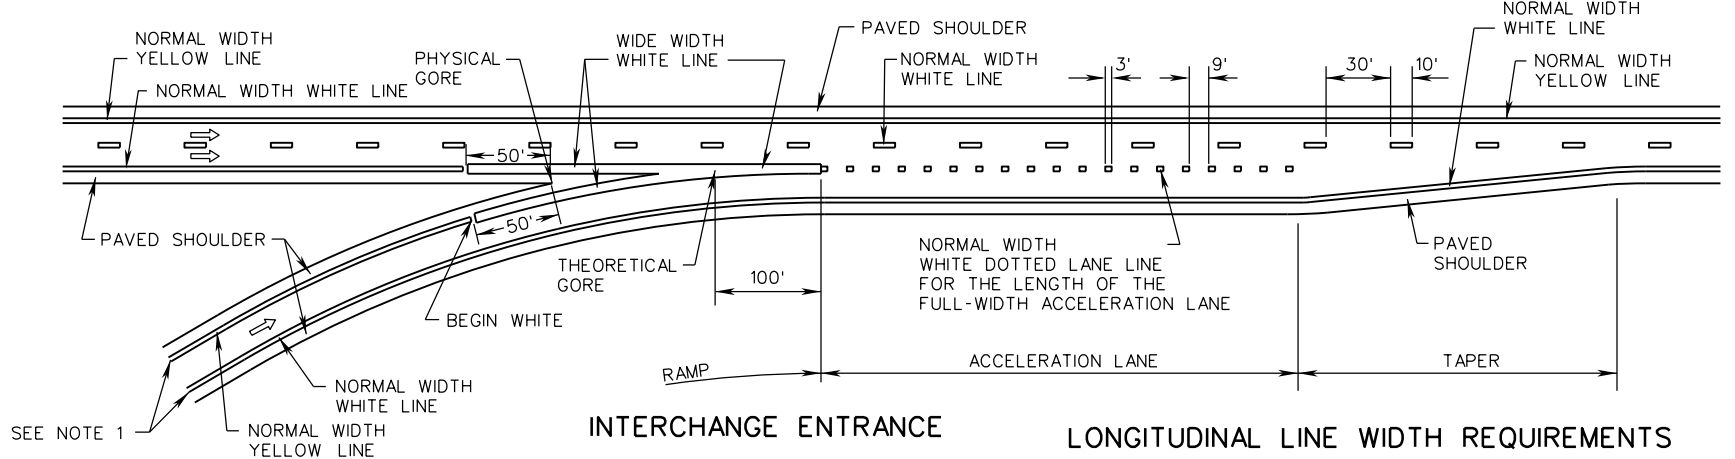 NORMAL WIDTH
YELLOW LINE
NORMAL WIDTH WHITE LINE
PHYSICAL
GORE
WIDE WIDTH
WHITE LINE
PAVED SHOULDER
NORMAL WIDTH
WHITE LINE
3'
9'
30'
10'
NORMAL WIDTH
WHITE LINE
NORMAL WIDTH
YELLOW LINE
50'
50'
PAVED SHOULDER
THEORETICAL
GORE
100'
BEGIN WHITE
NORMAL WIDTH
WHITE DOTTED LANE LINE
FOR THE LENGTH OF THE
FULL-WIDTH ACCELERATION LANE
PAVED
SHOULDER
RAMP
ACCELERATION LANE
TAPER
NORMAL WIDTH
WHITE LINE
SEE NOTE 1
NORMAL WIDTH
YELLOW LINE
INTERCHANGE ENTRANCE
LONGITUDINAL LINE WIDTH REQUIREMENTS